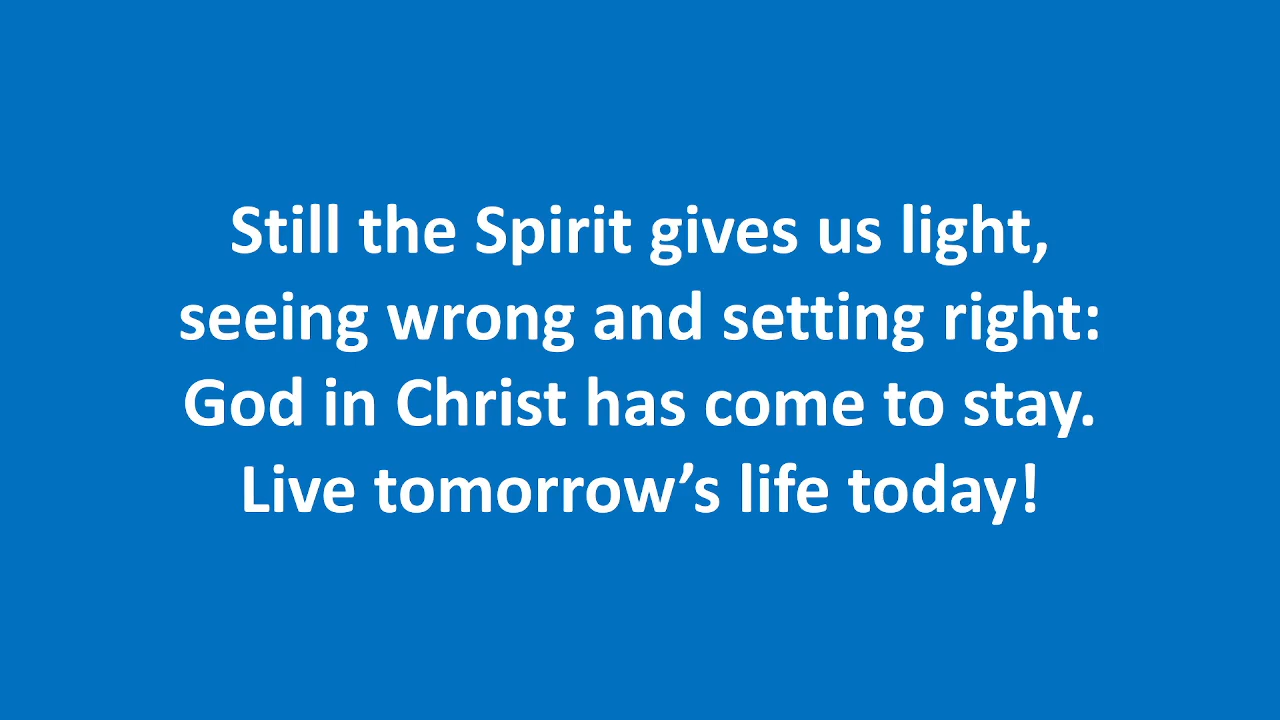 Still the Spirit gives us light,
seeing wrong and setting right:
God in Christ has come to stay.
Live tomorrow’s life today!